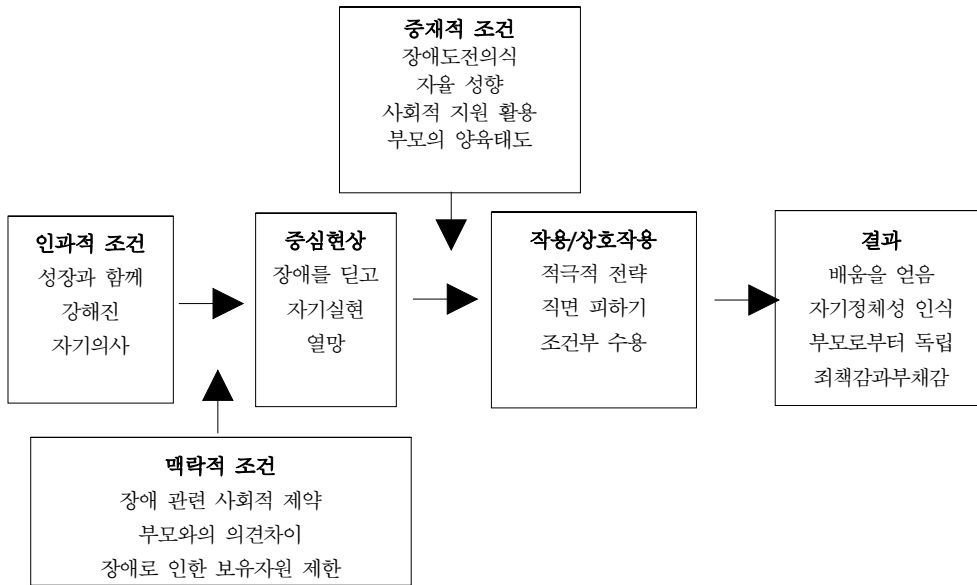 중재적 조건
장애도전의식
자율 성향
사회적 지원 활용
부모의 양육태도
인과적 조건
성장과 함께
강해진
자기의사
중심현상
장애를 딛고
자기실현
열망
작용/상호작용
적극적 전략
직면 피하기
조건부 수용
결과
배움을 얻음
자기정체성 인식
부모로부터 독립
죄책감과부채감
맥락적 조건
장애 관련 사회적 제약
부모와의 의견차이
장애로 인한 보유자원 제한